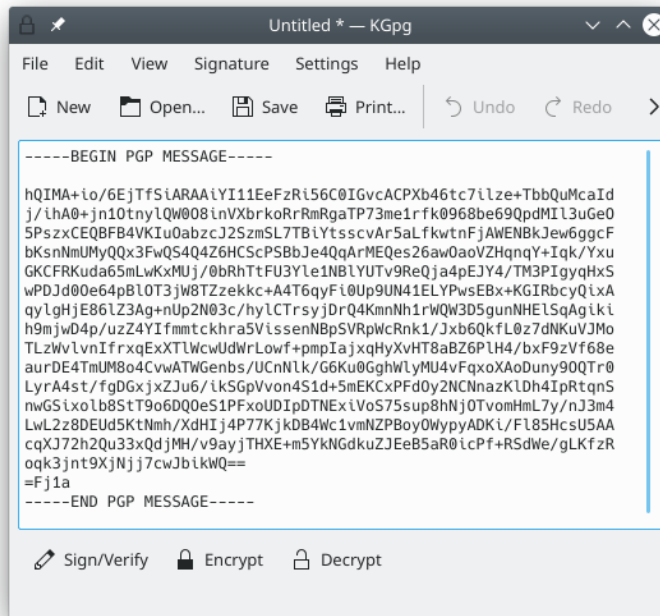 Untitled * — KGpg
File Edit View Signature Settings Help
New Open... Save Print... Undo Redo
-----BEGIN PGP MESSAGE-----
hQIMA+io/6EjTfSiARAAiYI11EeFzRi56C0IGvcACPXb46tc7ilze+TbbQuMcaId
j/ihA0+jn1OtnylQW0O8inVXbrkoRrRmRgaTP73me1rfk0968be69QpdMIl3uGeO
5PszxCEQBFB4VKIuOabzcJ2SzmSL7TBiYtsscvAr5aLfkwtnFjAWENBkJew6ggcF
bKsnNmUMyQQx3FwQS4Q4Z6HCScPSBbJe4QqArMEQes26awOaoVZHqnqY+Iqk/Yxu
GKCFRKuda65mLwKxMUj/0bRhTtFU3Yle1NBlYUTv9ReQja4pEJY4/TM3PIgyqHxS
wPDJd0Oe64pBlOT3jW8TZzekkc+A4T6qyFi0Up9UN41ELYPwsEBx+KGIRbcyQixA
qylgHjE86lZ3Ag+nUp2N03c/hylCTrsyjDrQ4KmnNh1rWQW3D5gunNHElSqAgiki
h9mjwD4p/uzZ4YIfmmtckhra5VissenNBpSVRpWcRnk1/Jxb6QkfL0z7dNKuVJMo
TLzWvlvnIfrxqExXTlWcwUdWrLowf+pmpIajxqHyXvHT8aBZ6PlH4/bxF9zVf68e
aurDE4TmUM8o4CvwATWGenbs/UCnNlk/G6Ku0GghWlyMU4vFqxoXAoDuny9OQTr0
LyrA4st/fgDGxjxZJu6/ikSGpVvon4S1d+5mEKCxPFdOy2NCNnazKlDh4IpRtqnS
nwGSixolb8StT9o6DQOeS1PFxoUDIpDTNExiVoS75sup8hNjOTvomHmL7y/nJ3m4
LwL2z8DEUd5KtNmh/XdHIj4P77KjkDB4Wc1vmNZPBoyOWypyADKi/Fl85HcsU5AA
cqXJ72h2Qu33xQdjMH/v9ayjTHXE+m5YkNGdkuZJEeB5aR0icPf+RSdWe/gLKfzR
oqk3jnt9XjNjj7cwJbikWQ==
=Fj1a
-----END PGP MESSAGE-----
Sign/Verify Encrypt Decrypt